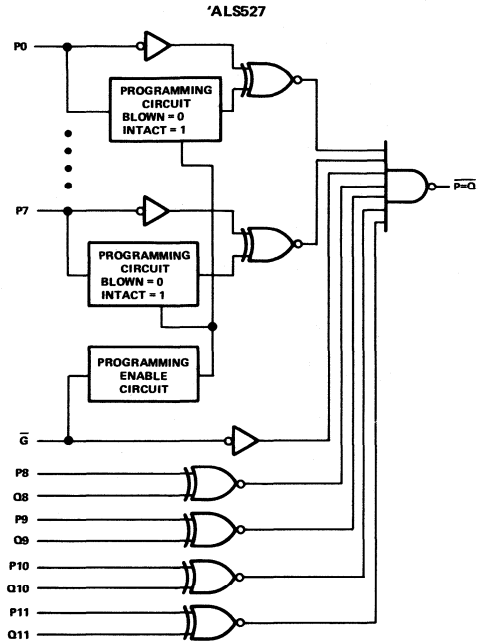 'ALS527
P0
PROGRAMMING
CIRCUIT
BLOWN = 0
INTACT = 1
P=Q
P7
PROGRAMMING
CIRCUIT
BLOWN = 0
INTACT = 1
PROGRAMMING
ENABLE
CIRCUIT
G
P8
Q8
P9
Q9
P10
Q10
P11
Q11